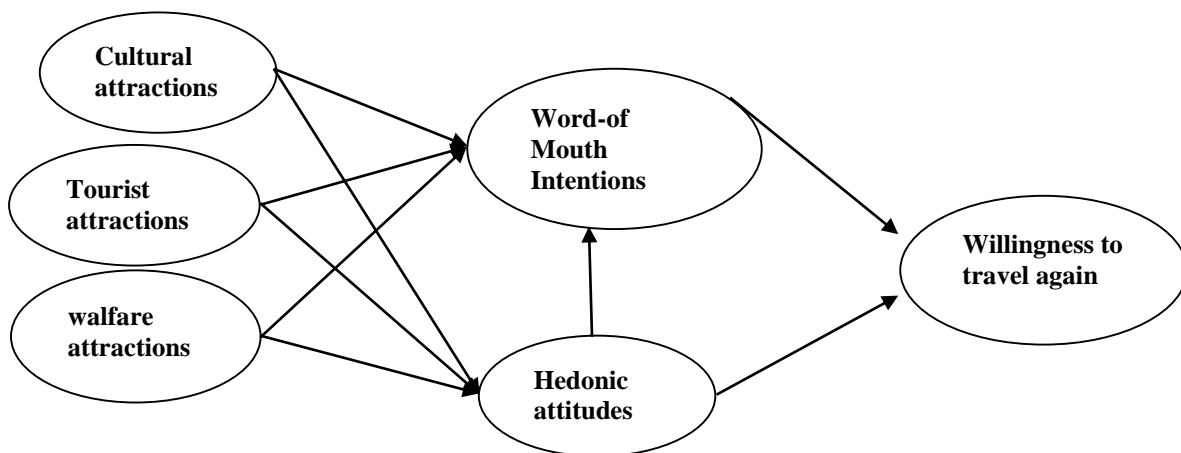 Cultural
attractions
Tourist
attractions
walfare
attractions
Word-of
Mouth
Intentions
Hedonic
attitudes
Willingness to
travel again